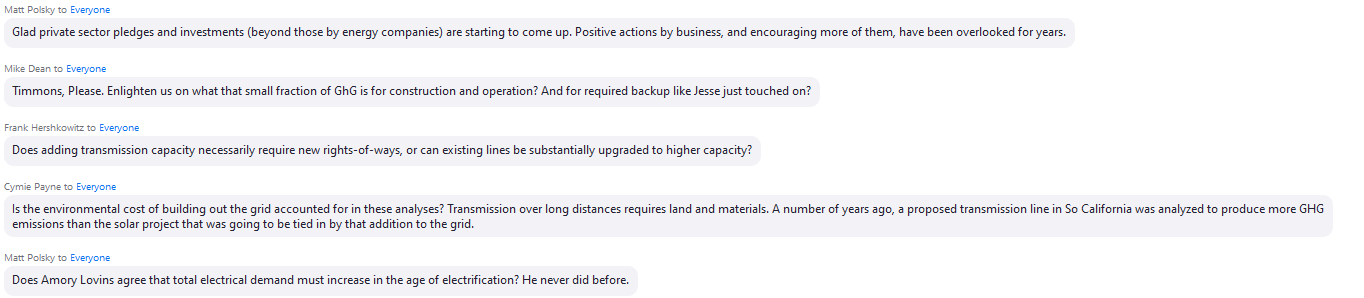 Matt Polsky to Everyone
Glad private sector pledges and investments (beyond those by energy companies) are starting to come up. Positive actions by business, and encouraging more of them, have been overlooked for years.
Mike Dean to Everyone
Timmons, Please. Enlighten us on what that small fraction of GhG is for construction and operation? And for required backup like Jesse just touched on?
Frank Hershkowitz to Everyone
Does adding transmission capacity necessarily require new rights-of-ways, or can existing lines be substantially upgraded to higher capacity?
Cymie Payne to Everyone
Is the environmental cost of building out the grid accounted for in these analyses? Transmission over long distances requires land and materials. A number of years ago, a proposed transmission line in So California was analyzed to produce more GHG
emissions than the solar project that was going to be tied in by that addition to the grid.
Matt Polsky to Everyone
Does Amory Lovins agree that total electrical demand must increase in the age of electrification? He never did before.